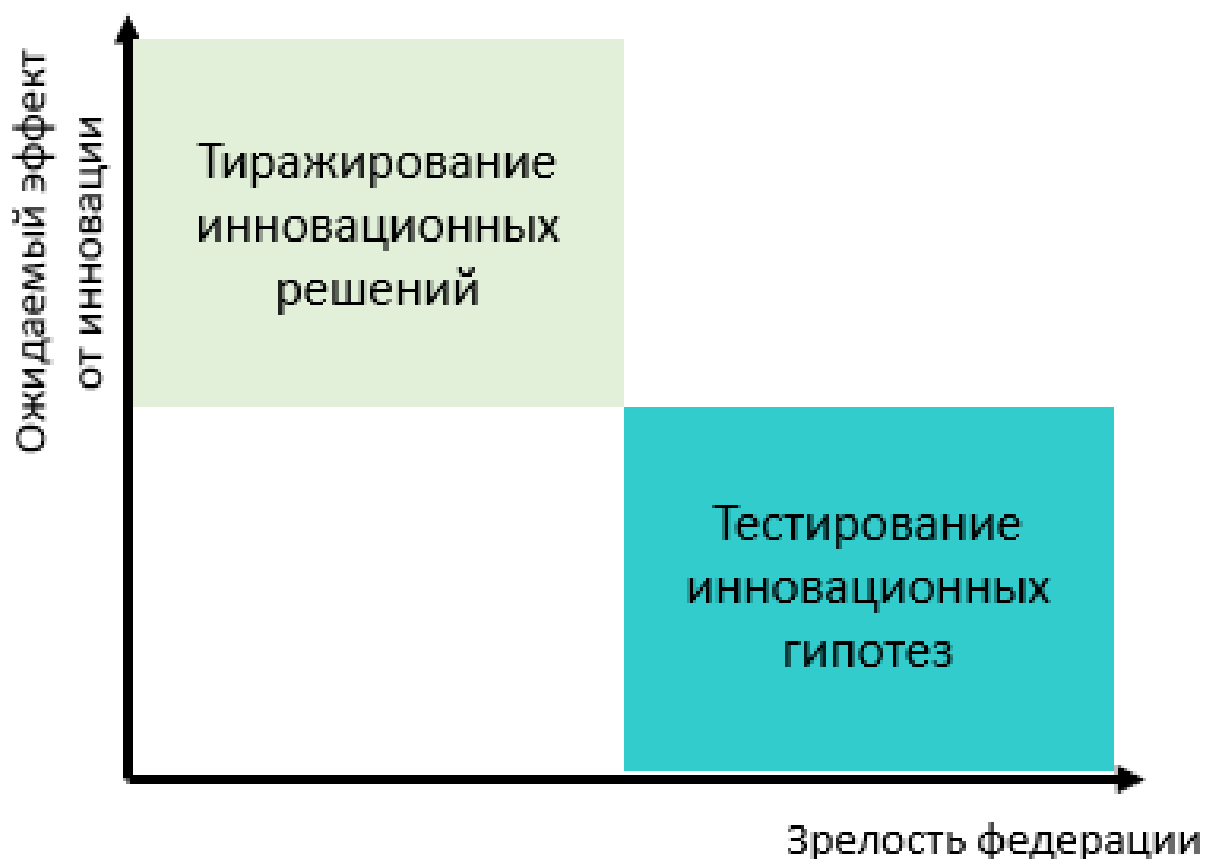 Ожидаемый эффект
от инновации
Тиражирование
инновационных
решений
Тестирование
инновационных
гипотез
Зрелость федерации